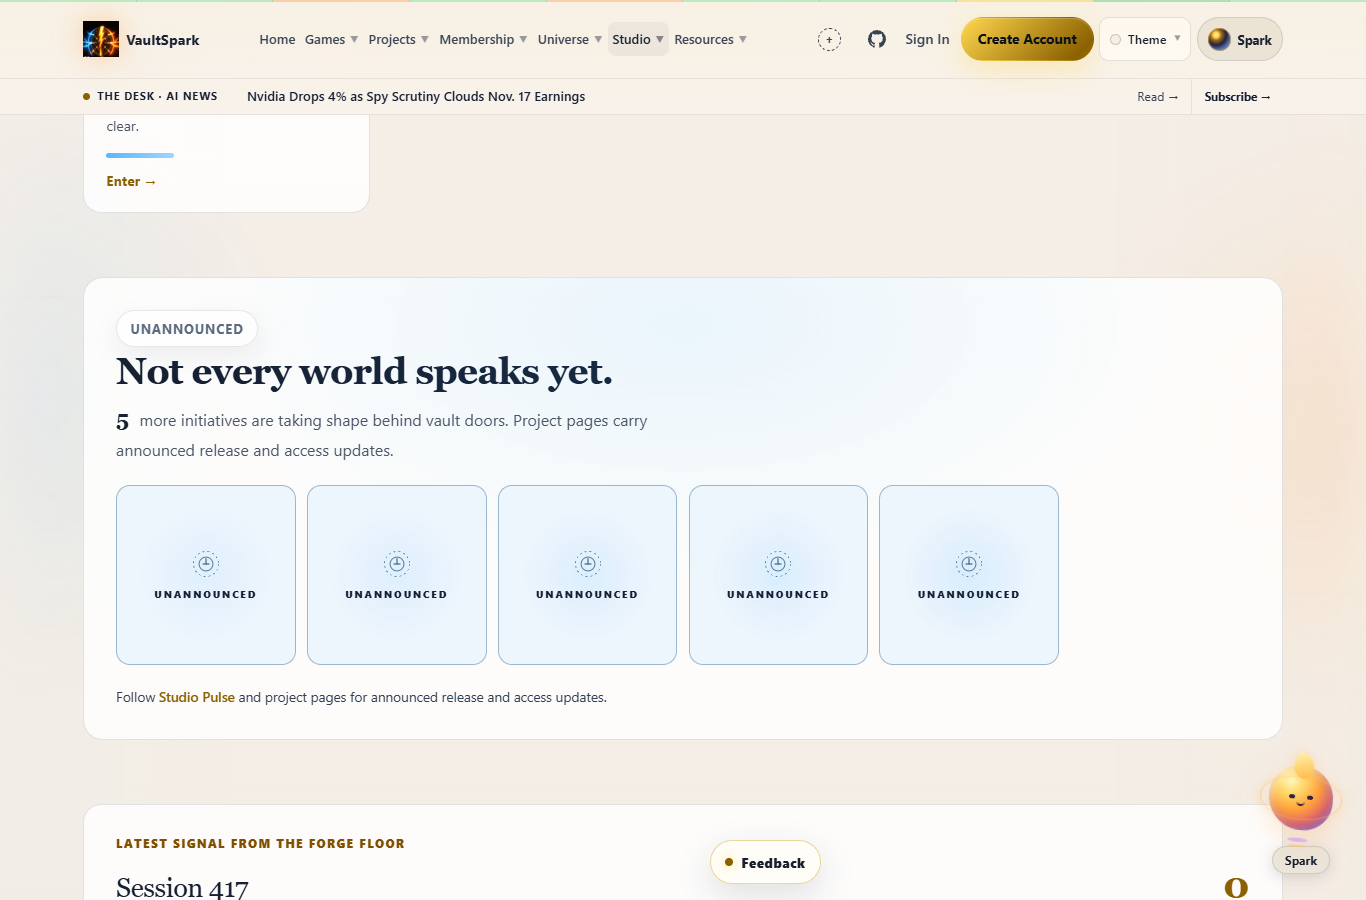 VaultSpark
Home Games Projects Membership Universe Studio Resources
Sign In
Create Account
Theme
Spark
THE DESK · AI NEWS
Nvidia Drops 4% as Spy Scrutiny Clouds Nov. 17 Earnings
Read →
Subscribe →
clear.
Enter →
UNANNOUNCED
Not every world speaks yet.
5 more initiatives are taking shape behind vault doors. Project pages carry
announced release and access updates.
UNANNOUNCED
UNANNOUNCED
UNANNOUNCED
UNANNOUNCED
UNANNOUNCED
Follow Studio Pulse and project pages for announced release and access updates.
LATEST SIGNAL FROM THE FORGE FLOOR
Session 417
Feedback
0
Spark